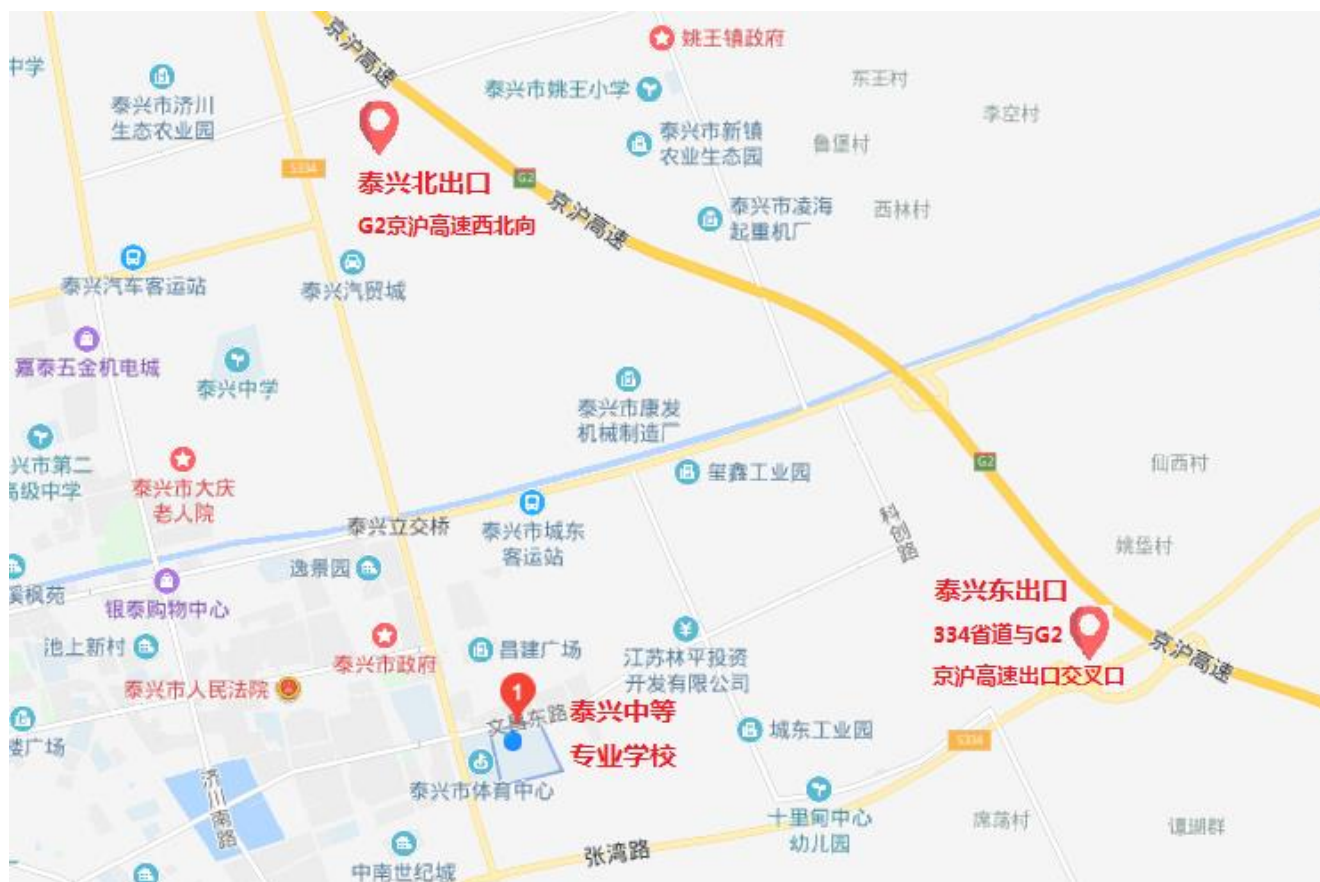 京沪高速
姚王镇政府
中学
泰兴市济川
生态农业园
泰兴市姚王小学
东王村
李空村
泰兴市新镇
农业生态园
鲁堡村
S334
泰兴北出口
G2
G2京沪高速西北向
京沪高速
泰兴市凌海
起重机厂
西林村
泰兴汽车客运站
泰兴汽贸城
嘉泰五金机电城
泰兴中学
泰兴市康发
机械制造厂
兴市第二
高级中学
泰兴市大庆
老人院
玺鑫工业园
G2
仙西村
泰兴立交桥
泰兴市城东
客运站
科创路
姚垈村
逸景园
溪枫苑
银泰购物中心
泰兴东出口
334省道与G2
京沪高速出口交叉口
京沪高速
池上新村
泰兴市政府
昌建广场
江苏林平投资
开发有限公司
泰兴市人民法院
1
文昌东路
泰兴中等
专业学校
楼广场
城东工业园
S334
泰兴市体育中心
济川南路
十里甸中心
幼儿园
席荡村
张湾路
中南世纪城